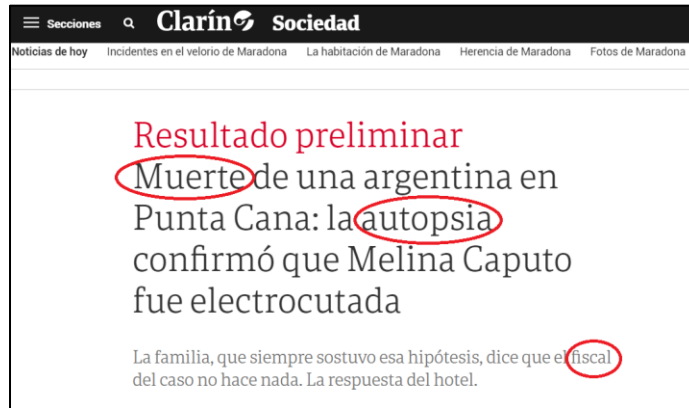 Secciones Clarín Sociedad
Noticias de hoy Incidentes en el velorio de Maradona La habitación de Maradona Herencia de Maradona Fotos de Maradona
Resultado preliminar
Muerte de una argentina en
Punta Cana: la autopsia
confirmó que Melina Caputo
fue electrocutada
La familia, que siempre sostuvo esa hipótesis, dice que el fiscal
del caso no hace nada. La respuesta del hotel.